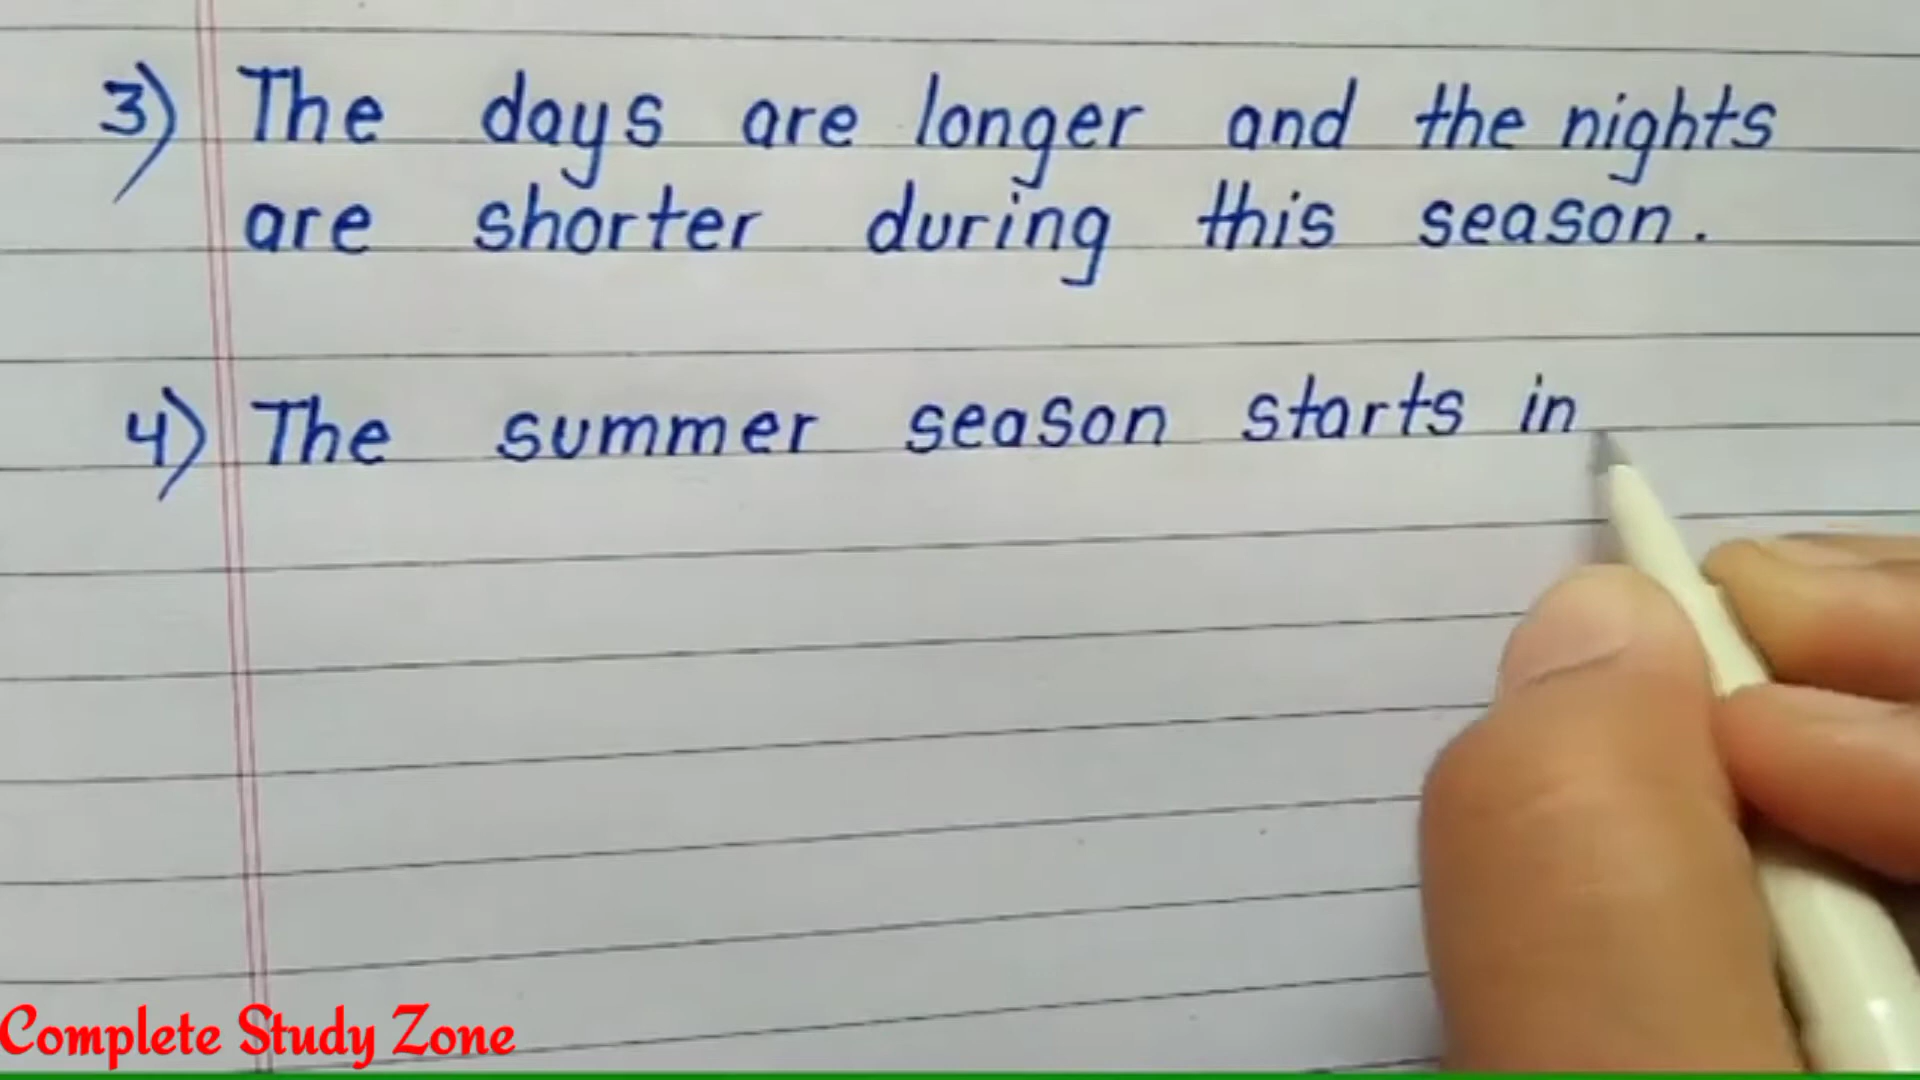 3) The days are longer and the nights
are shorter during this season.
4) The summer season starts in
Complete Study Zone